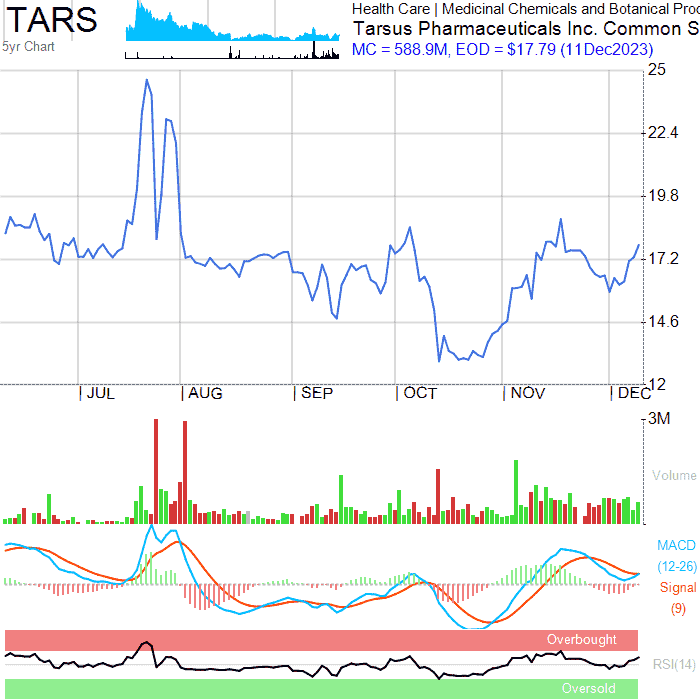 TARS
5yr Chart
Health Care | Medicinal Chemicals and Botanical Pro
Tarsus Pharmaceuticals Inc. Common S
MC = 588.9M, EOD = $17.79 (11Dec2023)
25
22.4
19.8
17.2
14.6
12
| JUL | AUG | SEP | OCT | NOV | DEC
3M
Volume
MACD
(12-26)
Signal
(9)
Overbought
RSI(14)
Oversold